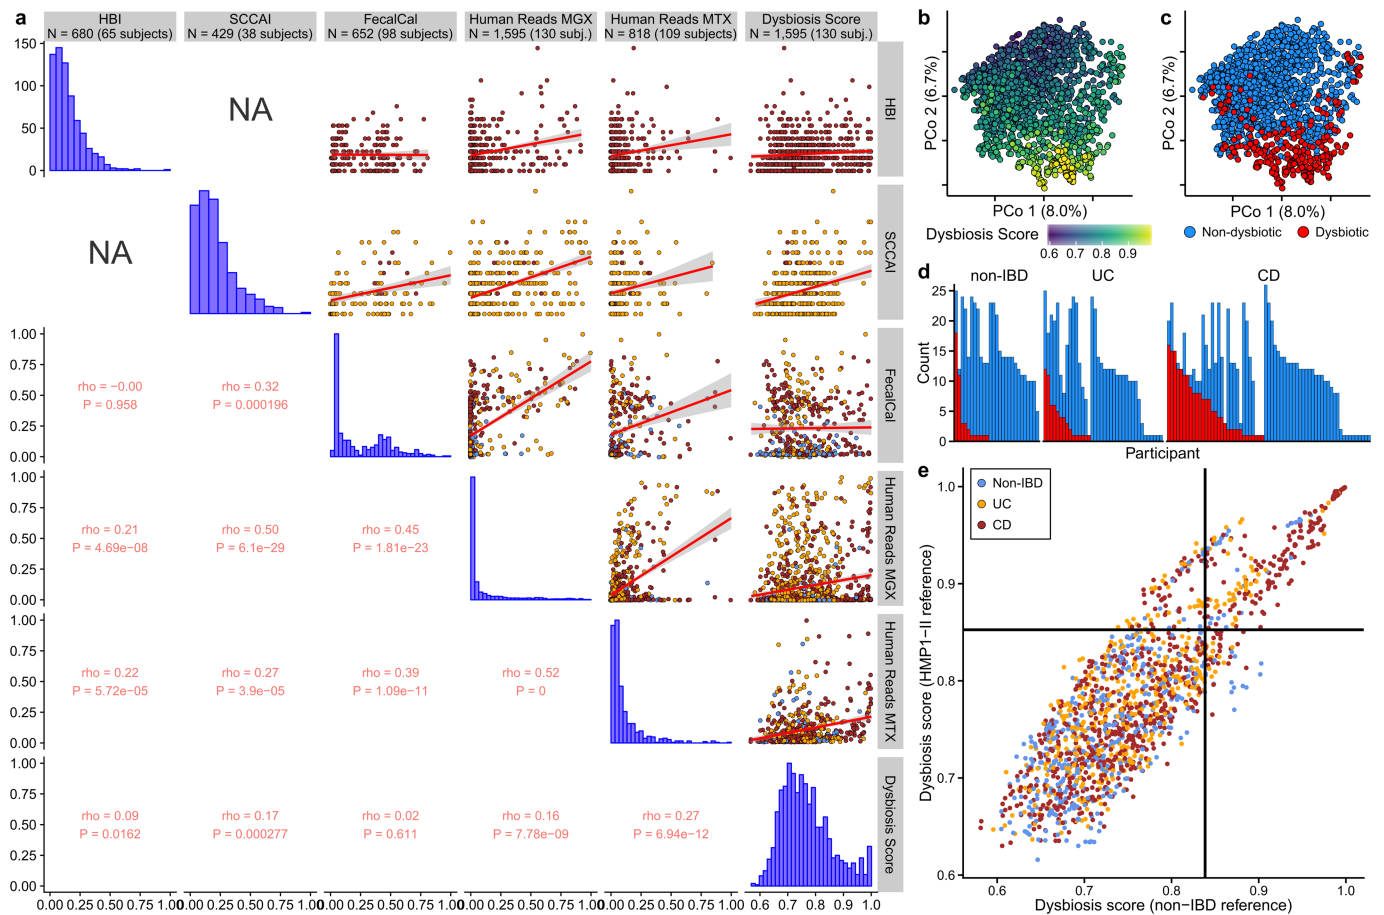 a
HBI
N = 680 (65 subjects)
SCCAI
N = 429 (38 subjects)
FecalCal
N = 652 (98 subjects)
Human Reads MGX
N = 1,595 (130 subj.)
Human Reads MTX
N = 818 (109 subjects)
Dysbiosis Score
N = 1,595 (130 subj.)
150
100
50
0
NA
HBI
NA
SCCAI
1.00
0.75
0.50
0.25
0.00
rho = −0.00
P = 0.958
rho = 0.32
P = 0.000196
FecalCal
1.00
0.75
0.50
0.25
0.00
rho = 0.21
P = 4.69e−08
rho = 0.50
P = 6.1e−29
rho = 0.45
P = 1.81e−23
Human Reads MGX
1.00
0.75
0.50
0.25
0.00
rho = 0.22
P = 5.72e−05
rho = 0.27
P = 3.9e−05
rho = 0.39
P = 1.09e−11
rho = 0.52
P = 0
Human Reads MTX
1.00
0.75
0.50
0.25
0.00
rho = 0.09
P = 0.0162
rho = 0.17
P = 0.000277
rho = 0.02
P = 0.611
rho = 0.16
P = 7.78e−09
rho = 0.27
P = 6.94e−12
Dysbiosis Score
0.00 0.25 0.50 0.75 1.00
0.00 0.25 0.50 0.75 1.00
0.00 0.25 0.50 0.75 1.00
0.00 0.25 0.50 0.75 1.00
0.00 0.25 0.50 0.75 1.00
0.6 0.7 0.8 0.9 1.0
b
PCo 2 (6.7%)
PCo 1 (8.0%)
Dysbiosis Score
0.6 0.7 0.8 0.9
c
PCo 2 (6.7%)
PCo 1 (8.0%)
Non-dysbiotic
Dysbiotic
d
non-IBD
UC
CD
25
20
15
10
5
0
Count
Participant
e
Non-IBD
UC
CD
1.0
0.9
0.8
0.7
0.6
Dysbiosis score (HMP1−II reference)
0.6 0.7 0.8 0.9 1.0
Dysbiosis score (non-IBD reference)